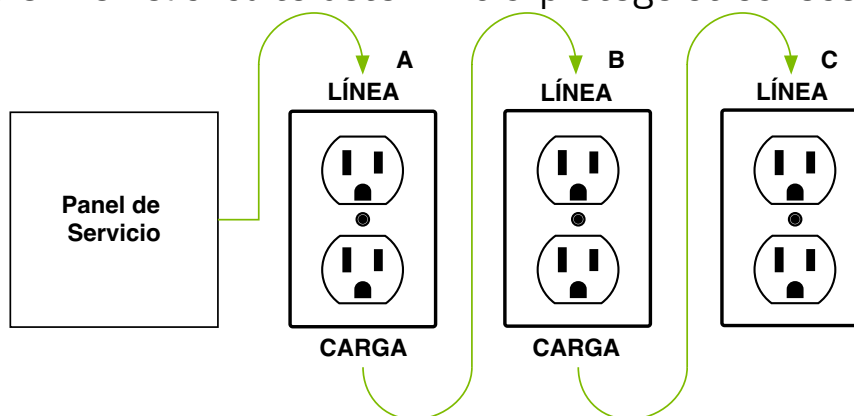 A
B
C
LÍNEA
LÍNEA
LÍNEA
Panel de
Servicio
CARGA
CARGA